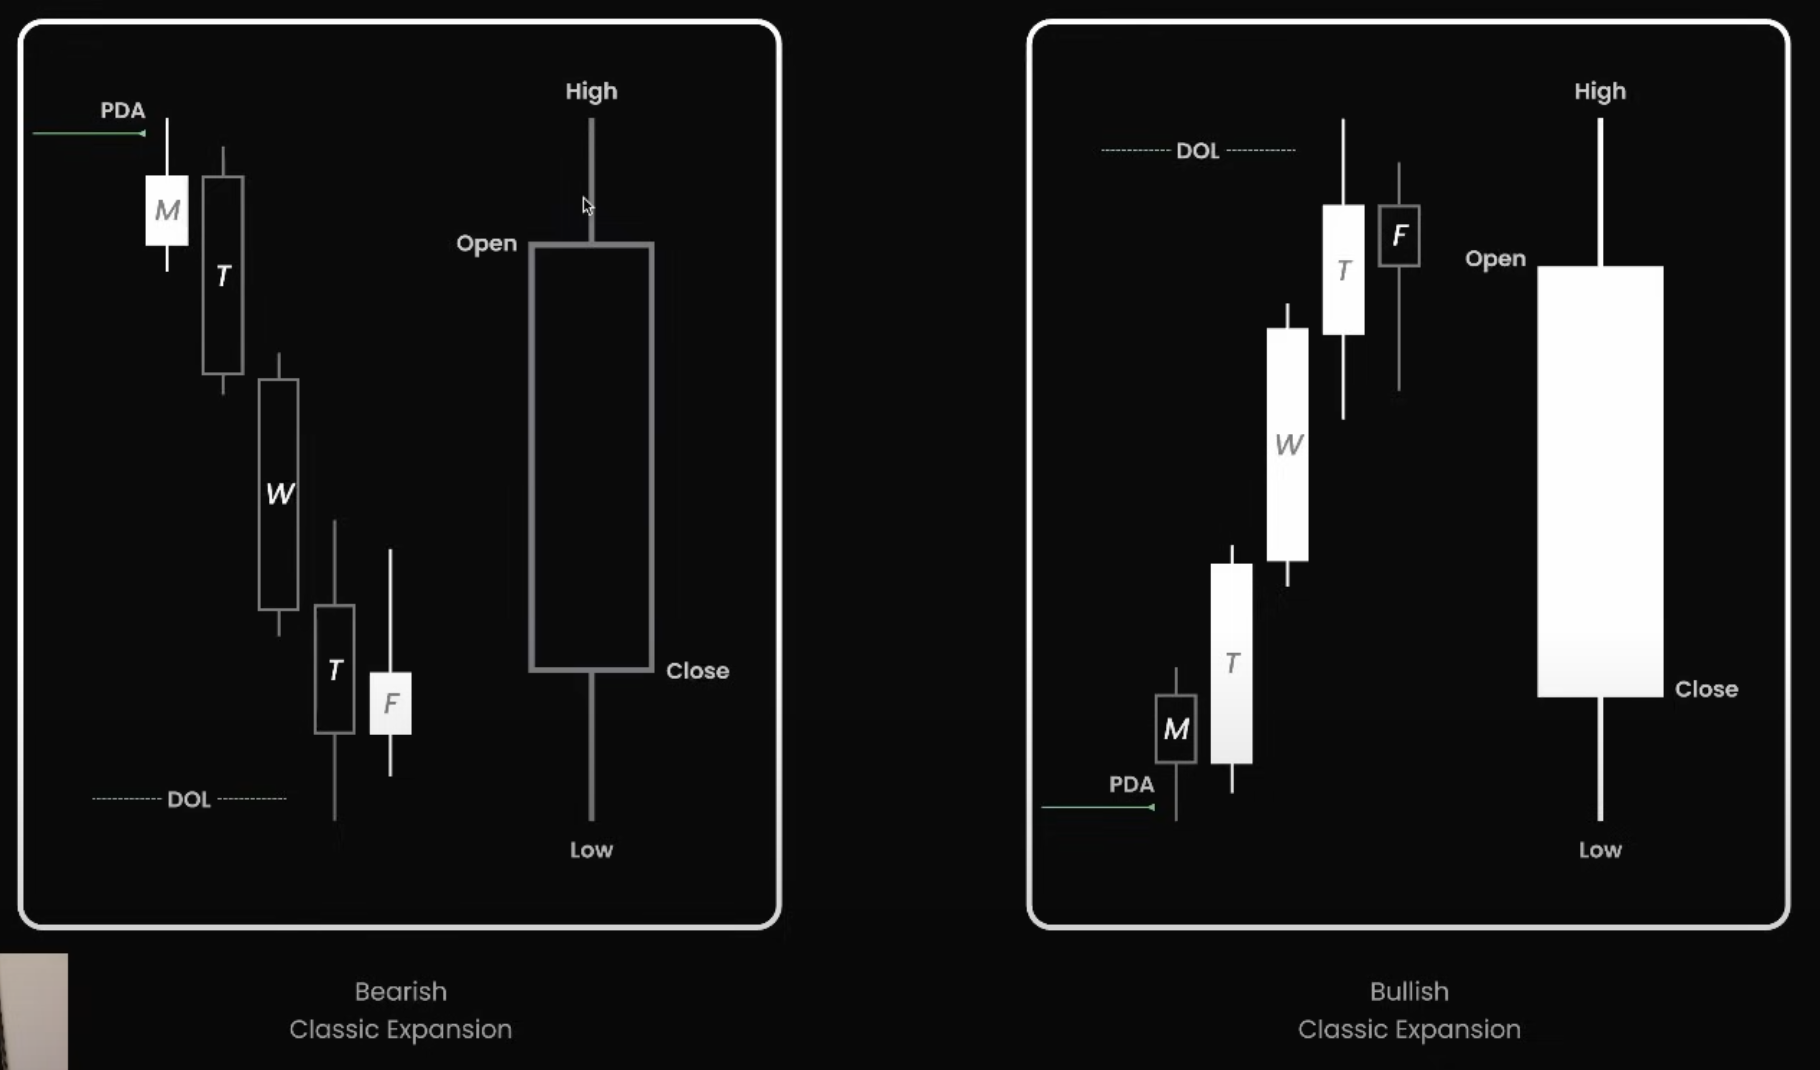 PDA
M
T
W
T
F
DOL
High
Open
Close
Low
Bearish
Classic Expansion
DOL
T
F
W
T
M
PDA
High
Open
Close
Low
Bullish
Classic Expansion